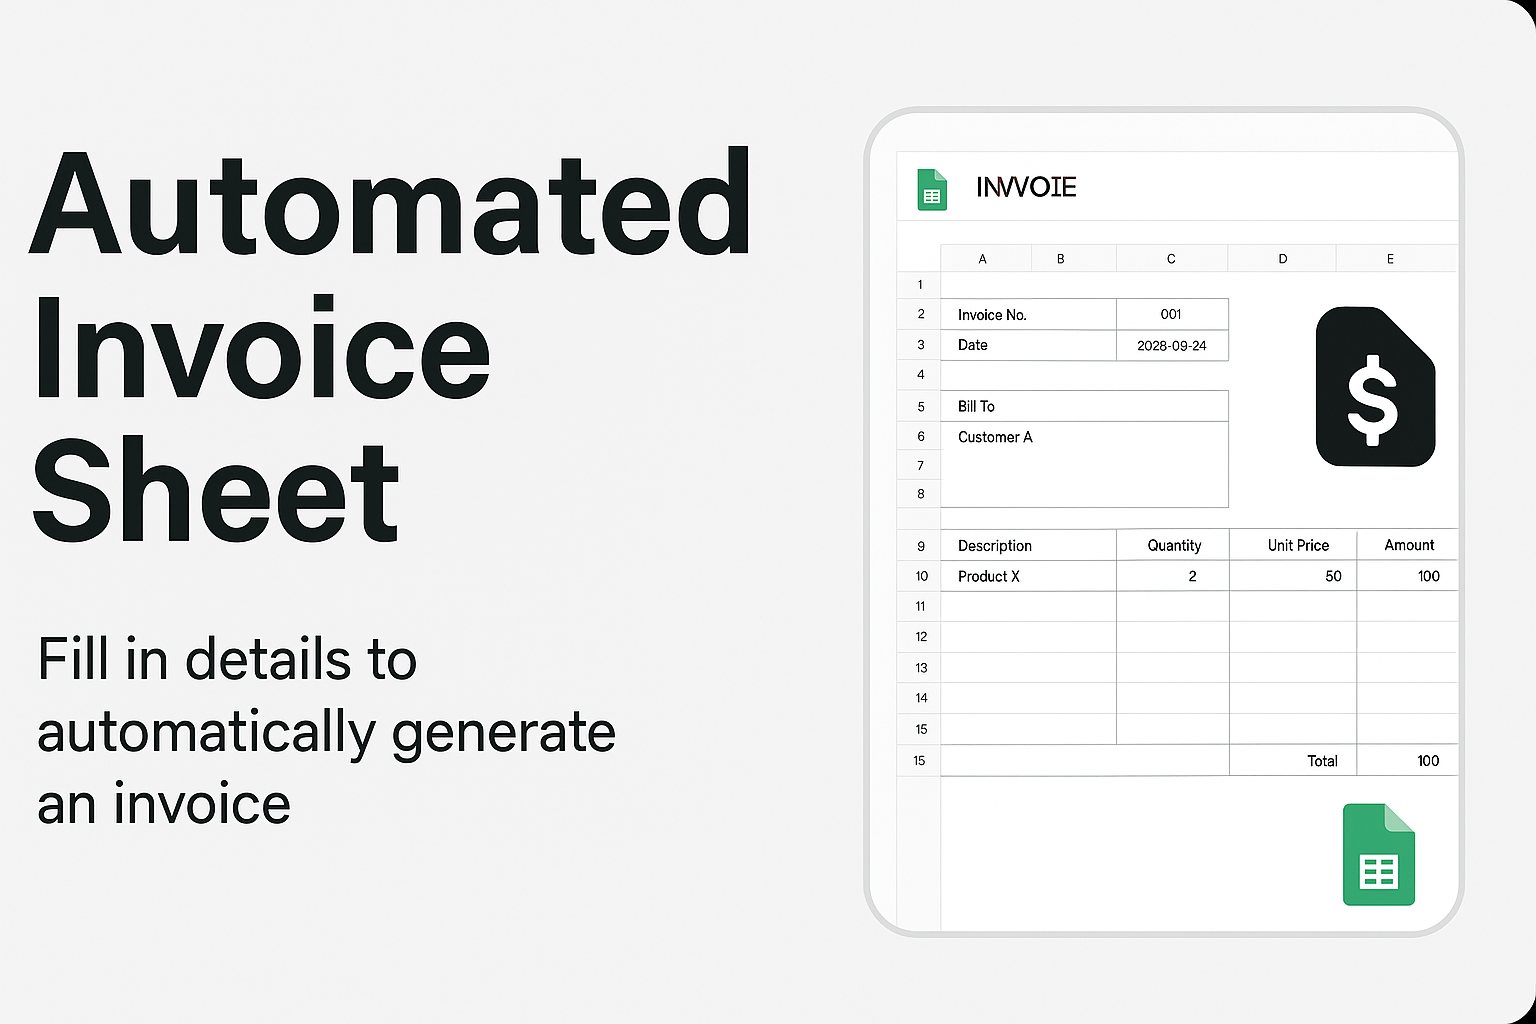 Automated
Invoice
Sheet
Fill in details to
automatically generate
an invoice
INVVOIE
A B C D E
1
2 Invoice No. 001
3 Date 2028-09-24
4
5 Bill To
6 Customer A
7
8
9 Description Quantity Unit Price Amount
10 Product X 2 50 100
11
12
13
14
15
15 Total 100
$